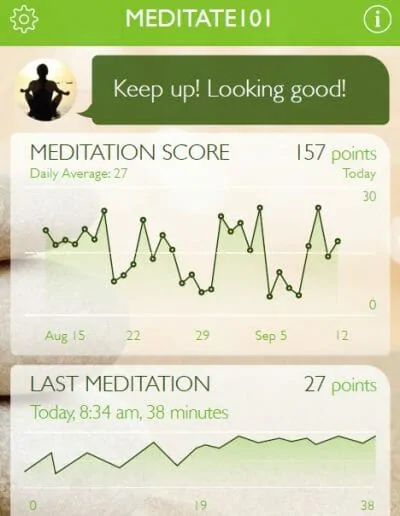 MEDITATE101
i
Keep up! Looking good!
MEDITATION SCORE 157 points
Daily Average: 27 Today
30
0
Aug 15 22 29 Sep 5 12
LAST MEDITATION 27 points
Today, 8:34 am, 38 minutes
0 19 38